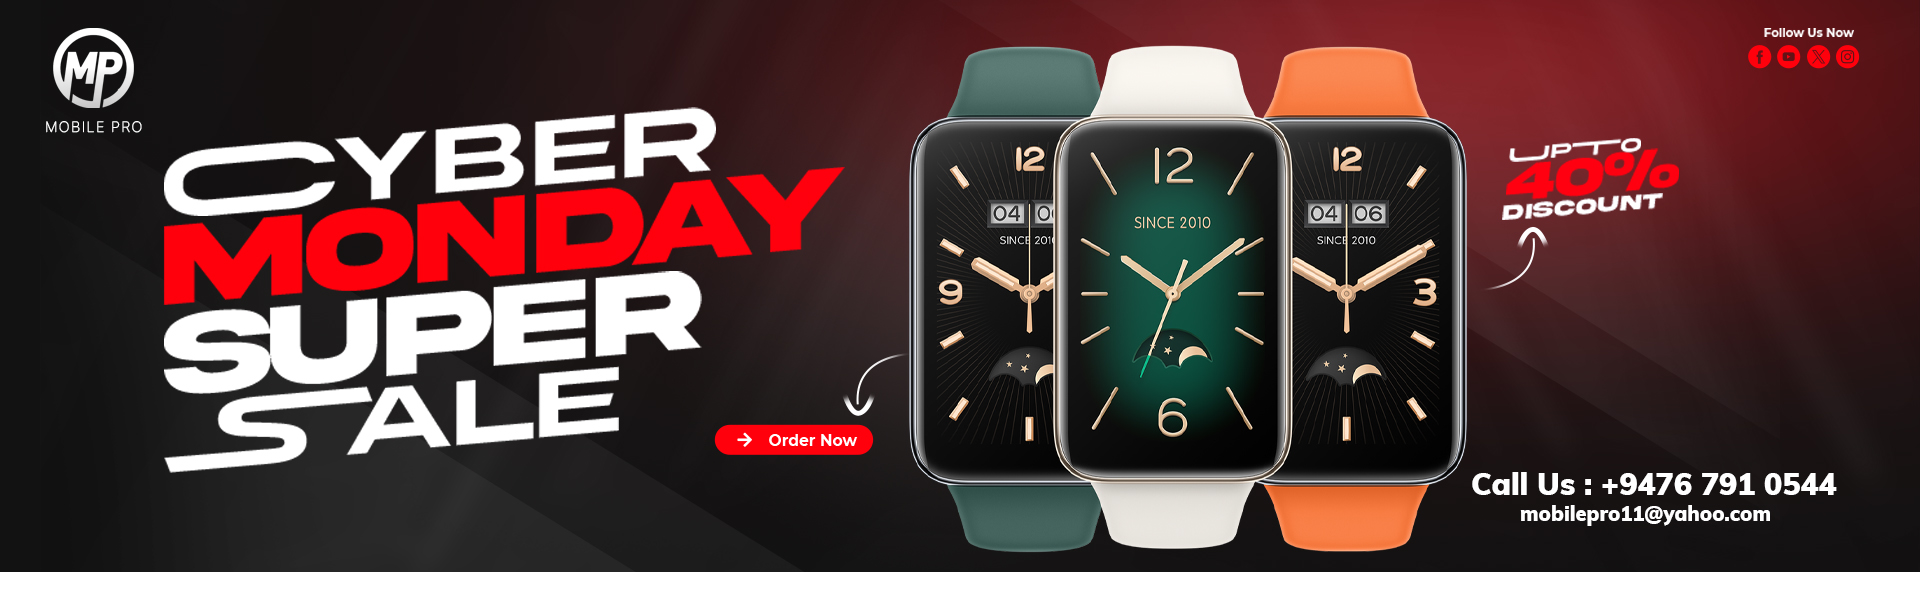 MP
MOBILE PRO
Follow Us Now
CYBER
MONDAY
SUPER
SALE
UPTO
40%
DISCOUNT
12
04
SINCE 2010
9
12
SINCE 2010
6
12
04 06
SINCE 2010
3
Order Now
Call Us : +9476 791 0544
mobilepro11@yahoo.com